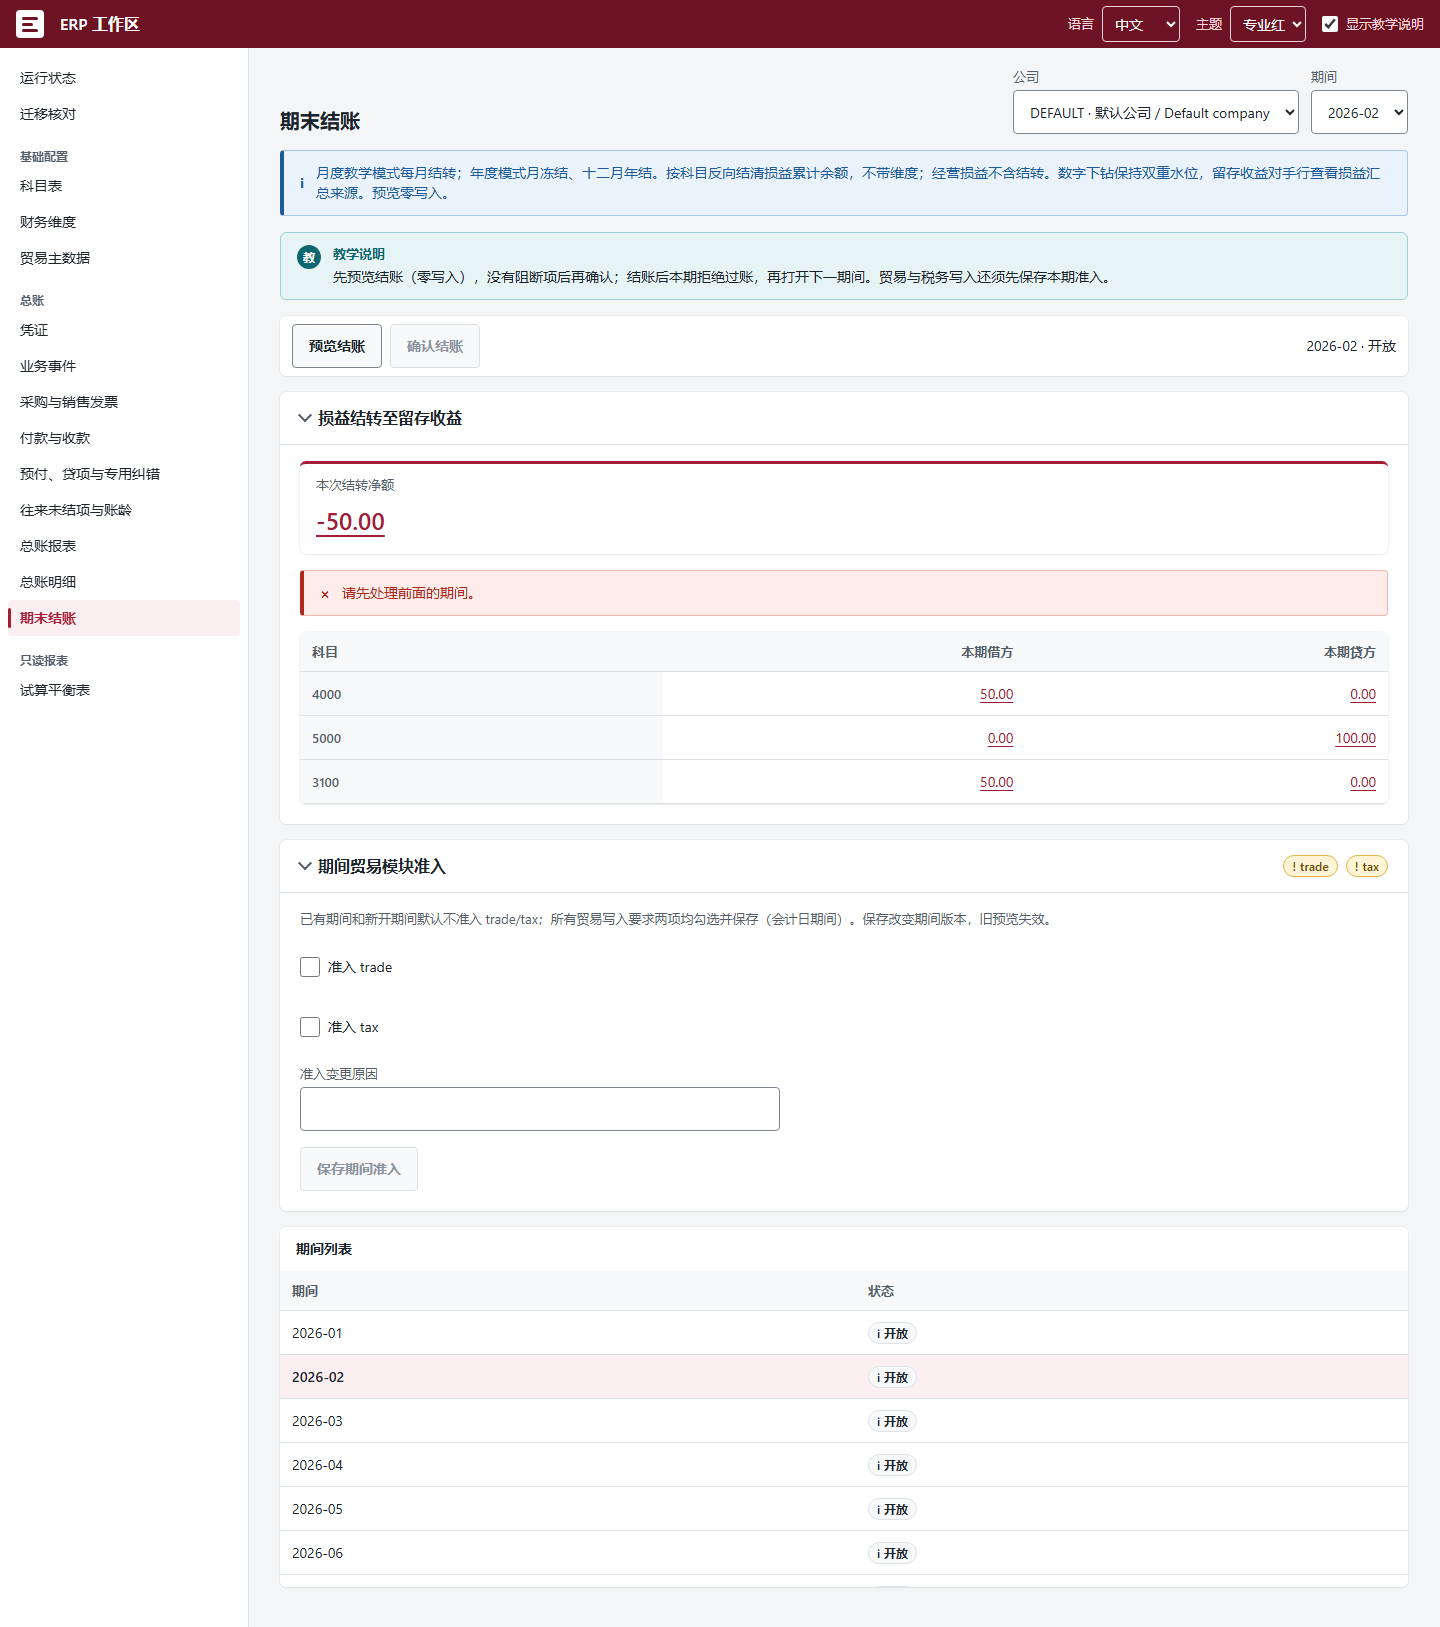 ERP 工作区
语言 中文 主题 专业红 显示教学说明
运行状态
迁移核对
基础配置
科目表
财务维度
贸易主数据
总账
凭证
业务事件
采购与销售发票
付款与收款
预付、贷项与专用纠错
往来未结项与账龄
总账报表
总账明细
期末结账
只读报表
试算平衡表
期末结账
公司
DEFAULT · 默认公司 / Default company
期间
2026-02
i 月度教学模式每月结转；年度模式月冻结、十二月年结。按科目反向结清损益累计余额，不带维度；经营损益不含结转。数字下钻保持双重水位，留存收益对手行查看损益汇
总来源。预览零写入。
教 教学说明
先预览结账（零写入），没有阻断项后再确认；结账后本期拒绝过账，再打开下一期间。贸易与税务写入还须先保存本期准入。
预览结账 确认结账 2026-02 · 开放
损益结转至留存收益
本次结转净额
-50.00
× 请先处理前面的期间。
科目 本期借方 本期贷方
4000 50.00 0.00
5000 0.00 100.00
3100 50.00 0.00
期间贸易模块准入 ! trade ! tax
已有期间和新开期间默认不准入 trade/tax；所有贸易写入要求两项均勾选并保存（会计日期间）。保存改变期间版本，旧预览失效。
准入 trade
准入 tax
准入变更原因
保存期间准入
期间列表
期间 状态
2026-01 i 开放
2026-02 i 开放
2026-03 i 开放
2026-04 i 开放
2026-05 i 开放
2026-06 i 开放